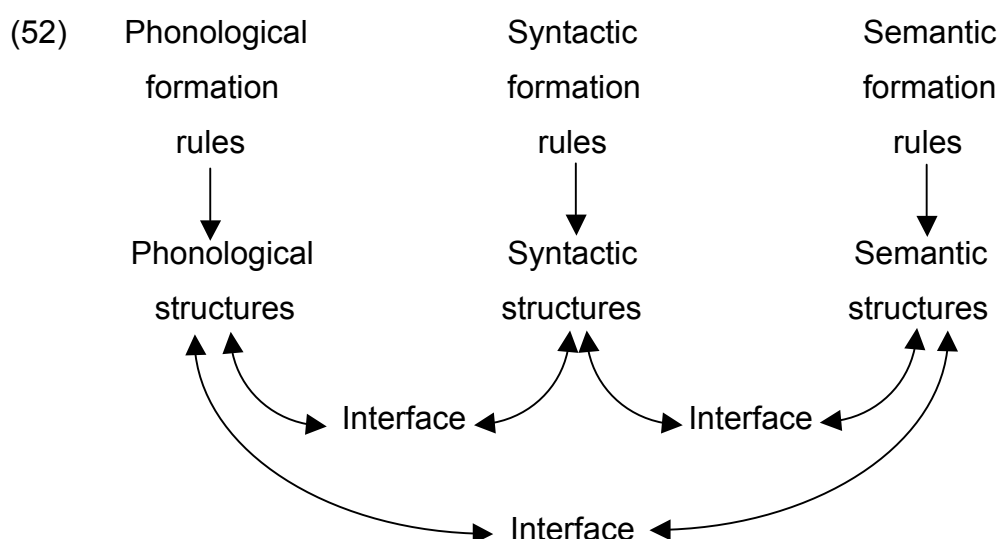 (52) Phonological Syntactic Semantic
formation formation formation
rules rules rules
Phonological Syntactic Semantic
structures structures structures
Interface Interface
Interface